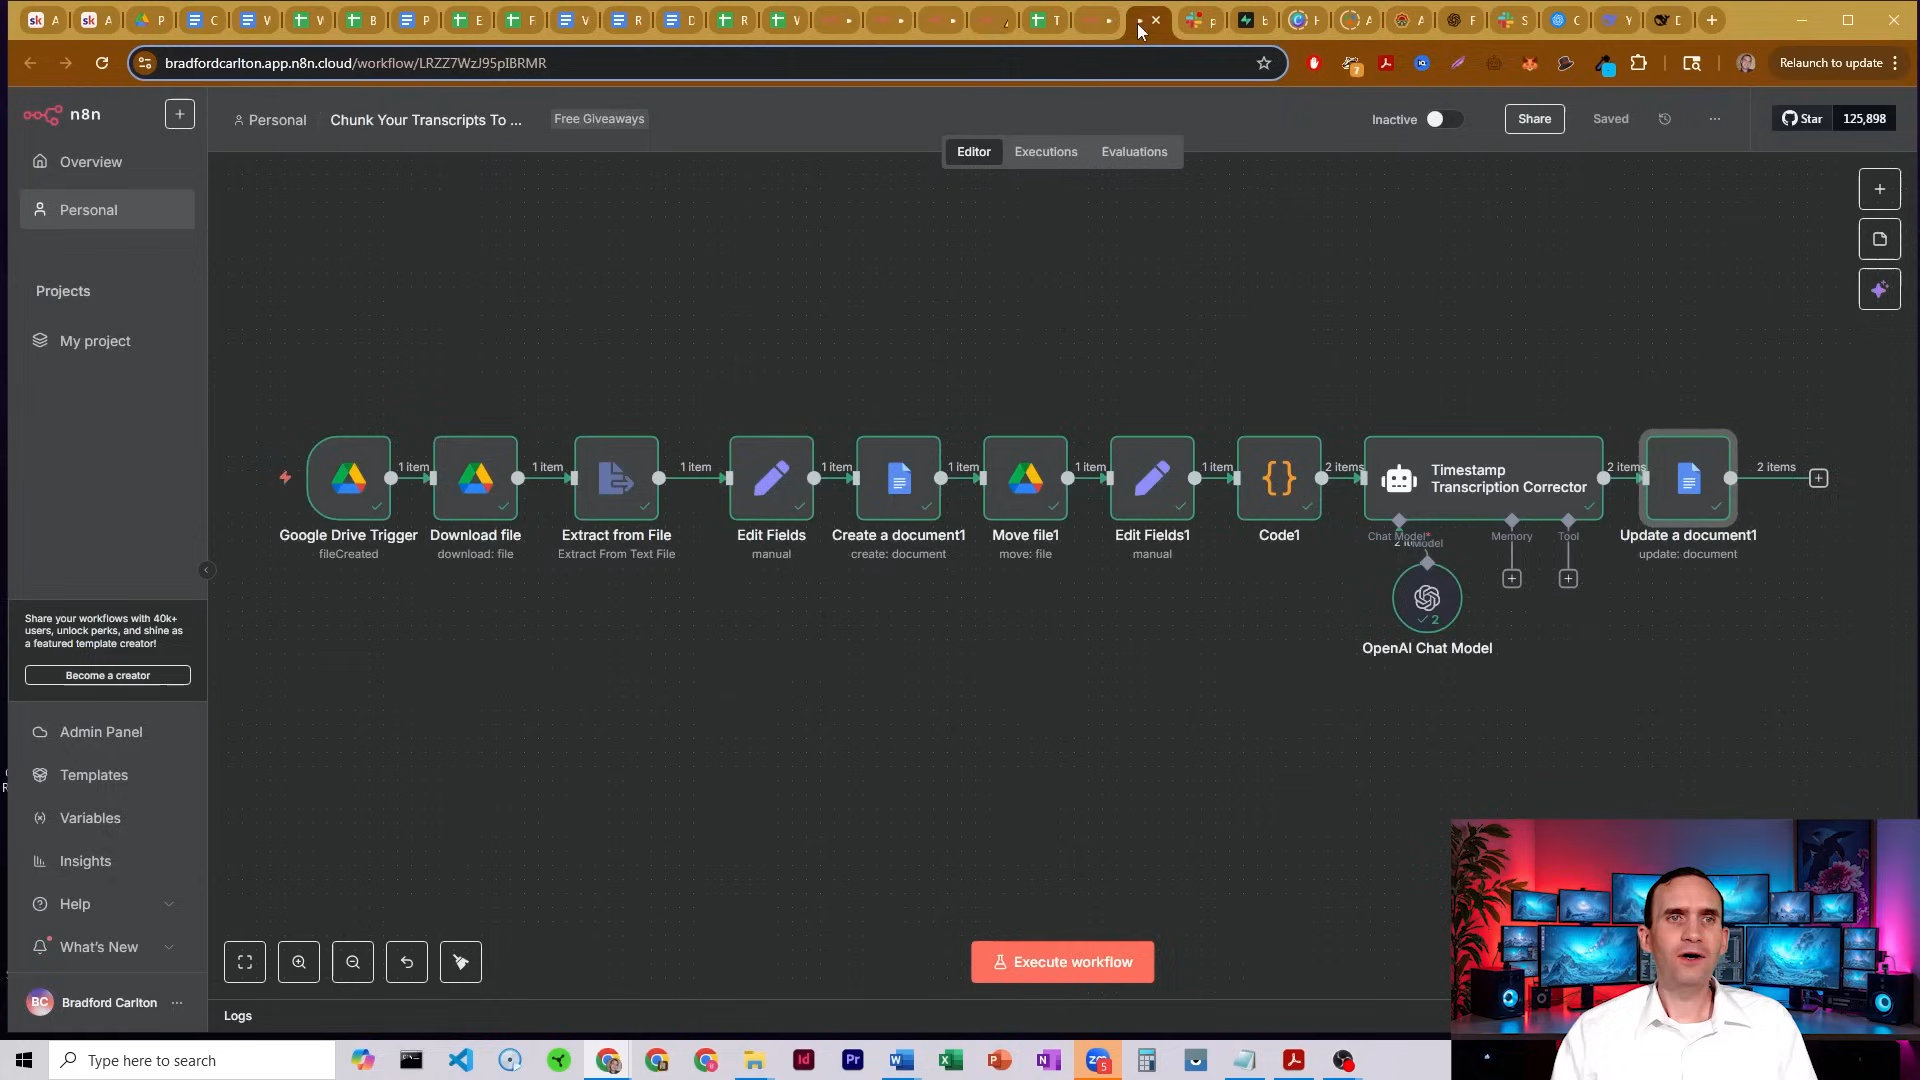 A
A
P
C
V
V
B
P
E
F
V
R
D
R
V
T
p
b
F
A
A
F
S
C
Y
D
bradfordcarlton.app.n8n.cloud/workflow/LRZZ7WzJ95pIBRMR
7
Relaunch to update
n8n
Personal
Chunk Your Transcripts To ...
Free Giveaways
Inactive
Share
Saved
...
Star
125,898
Editor
Executions
Evaluations
Overview
Personal
Projects
My project
1 item
1 item
1 item
1 item
1 item
1 item
1 item
2 items
2 items
2 items
Timestamp
Transcription Corrector
Google Drive Trigger
fileCreated
Download file
download: file
Extract from File
Extract From Text File
Edit Fields
manual
Create a document1
create: document
Move file1
move: file
Edit Fields1
manual
Code1
Chat Model*
Model
Memory
Tool
Update a document1
update: document
2
OpenAI Chat Model
Share your workflows with 40k+
users, unlock perks, and shine as
a featured template creator!
Become a creator
Admin Panel
Templates
Variables
Insights
Help
What's New
BC
Bradford Carlton
...
Execute workflow
Logs
Type here to search